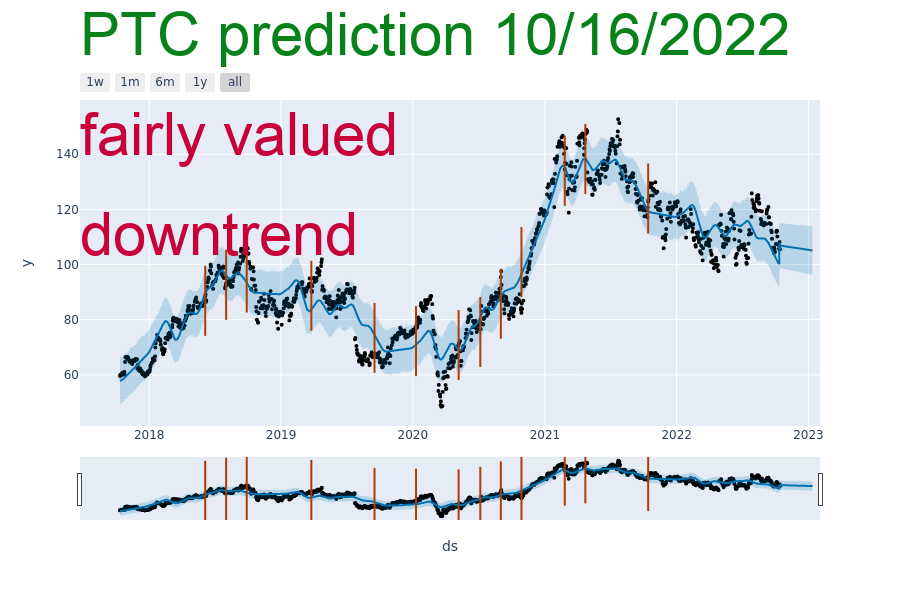 PTC prediction 10/16/2022
1w 1m 6m 1y all
fairly valued
140
120
downtrend
y
100
80
60
2018 2019 2020 2021 2022 2023
ds